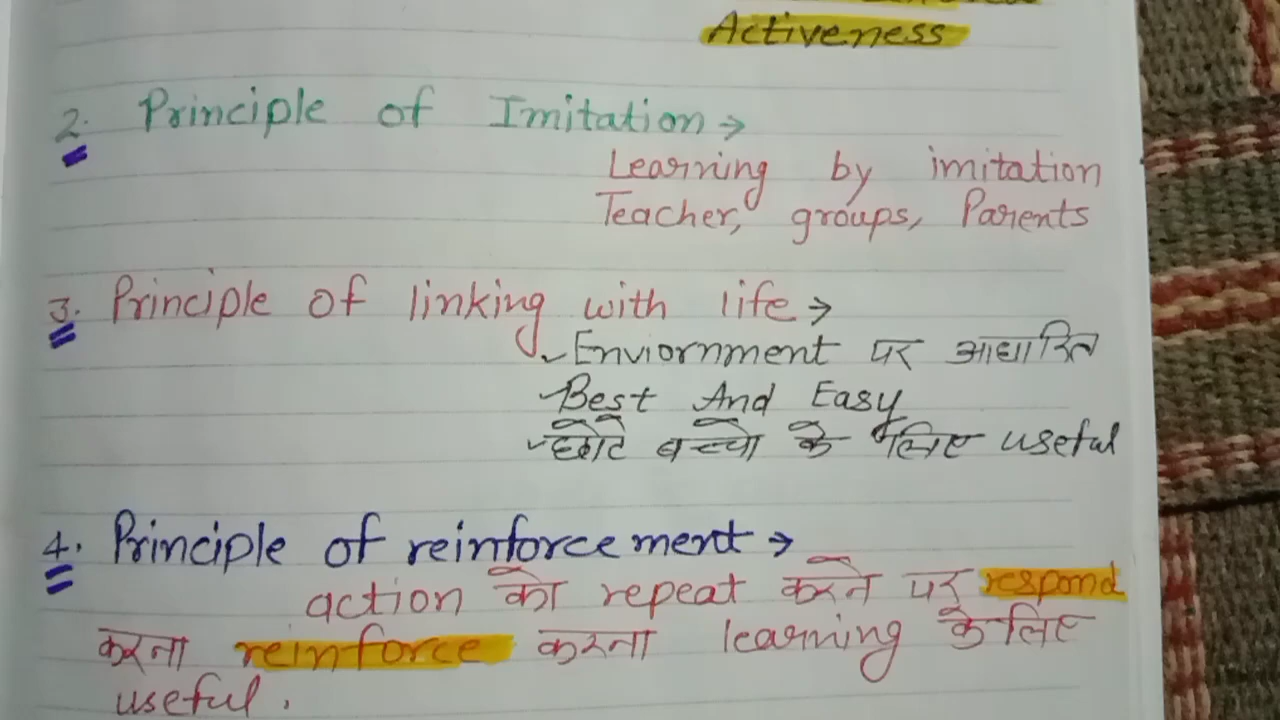 Activeness
2. Principle of Imitation →
Learning by imitation
Teacher, groups, Parents
3. Principle of linking with life →
✓Enviornment पर आधारित
✓Best And Easy
✓छोटे बच्चो के लिए useful
4. Principle of reinforcement →
action को repeat करने पर respond
करना reinforce करना learning के लिए
useful.